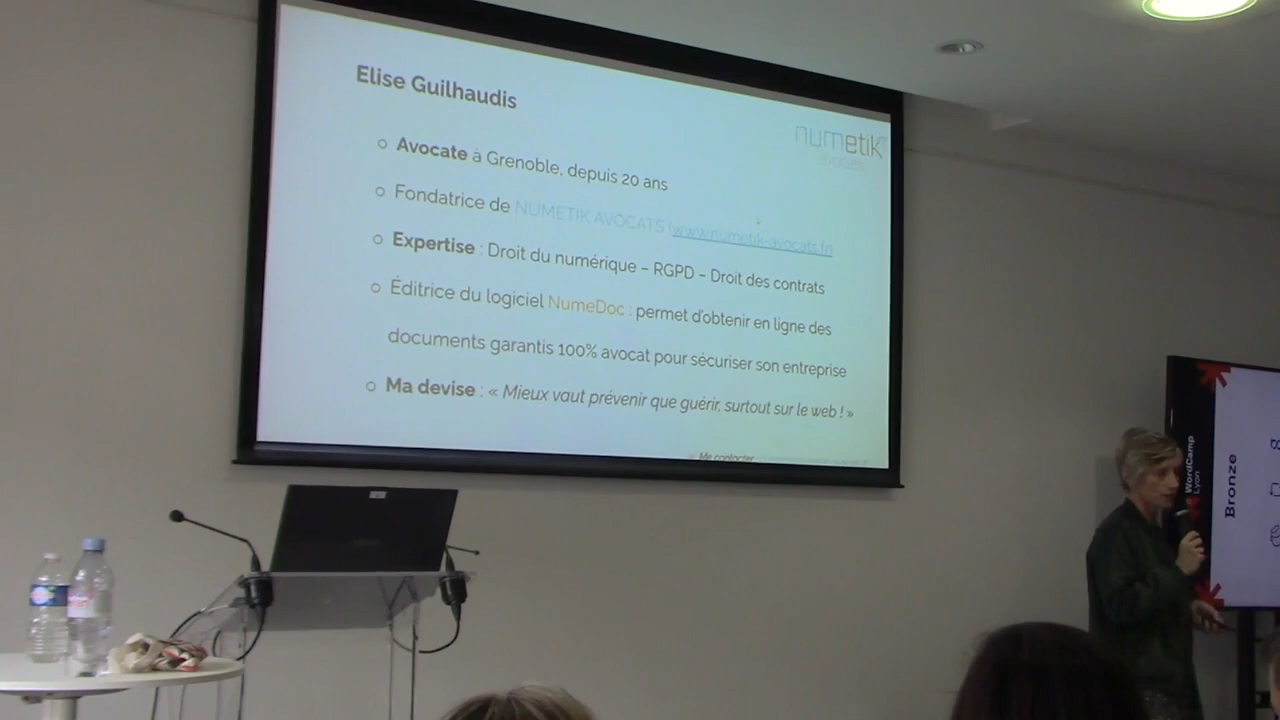 Elise Guilhaudis
numetik
avocats
Avocate à Grenoble, depuis 20 ans
Fondatrice de NUMETIK AVOCATS (www.numetik-avocats.fr)
Expertise : Droit du numérique – RGPD – Droit des contrats
Éditrice du logiciel NumeDoc : permet d'obtenir en ligne des
documents garantis 100% avocat pour sécuriser son entreprise
Ma devise : « Mieux vaut prévenir que guérir, surtout sur le web ! »
Me contacter
WordCamp
Lyon
Bronze